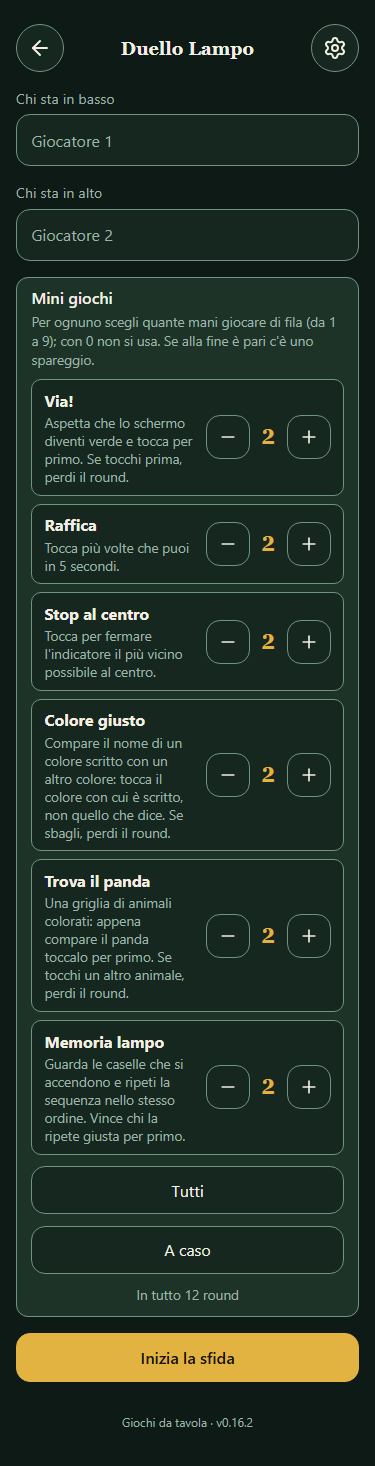 Duello Lampo
Chi sta in basso
Giocatore 1
Chi sta in alto
Giocatore 2
Mini giochi
Per ognuno scegli quante mani giocare di fila (da 1
a 9); con 0 non si usa. Se alla fine è pari c'è uno
spareggio.
Via!
Aspetta che lo schermo
diventi verde e tocca per
primo. Se tocchi prima,
perdi il round.
2
Raffica
Tocca più volte che puoi
in 5 secondi.
2
Stop al centro
Tocca per fermare
l'indicatore il più vicino
possibile al centro.
2
Colore giusto
Compare il nome di un
colore scritto con un
altro colore: tocca il
colore con cui è scritto,
non quello che dice. Se
sbagli, perdi il round.
2
Trova il panda
Una griglia di animali
colorati: appena
compare il panda
toccalo per primo. Se
tocchi un altro animale,
perdi il round.
2
Memoria lampo
Guarda le caselle che si
accendono e ripeti la
sequenza nello stesso
ordine. Vince chi la
ripete giusta per primo.
2
Tutti
A caso
In tutto 12 round
Inizia la sfida
Giochi da tavola · v0.16.2